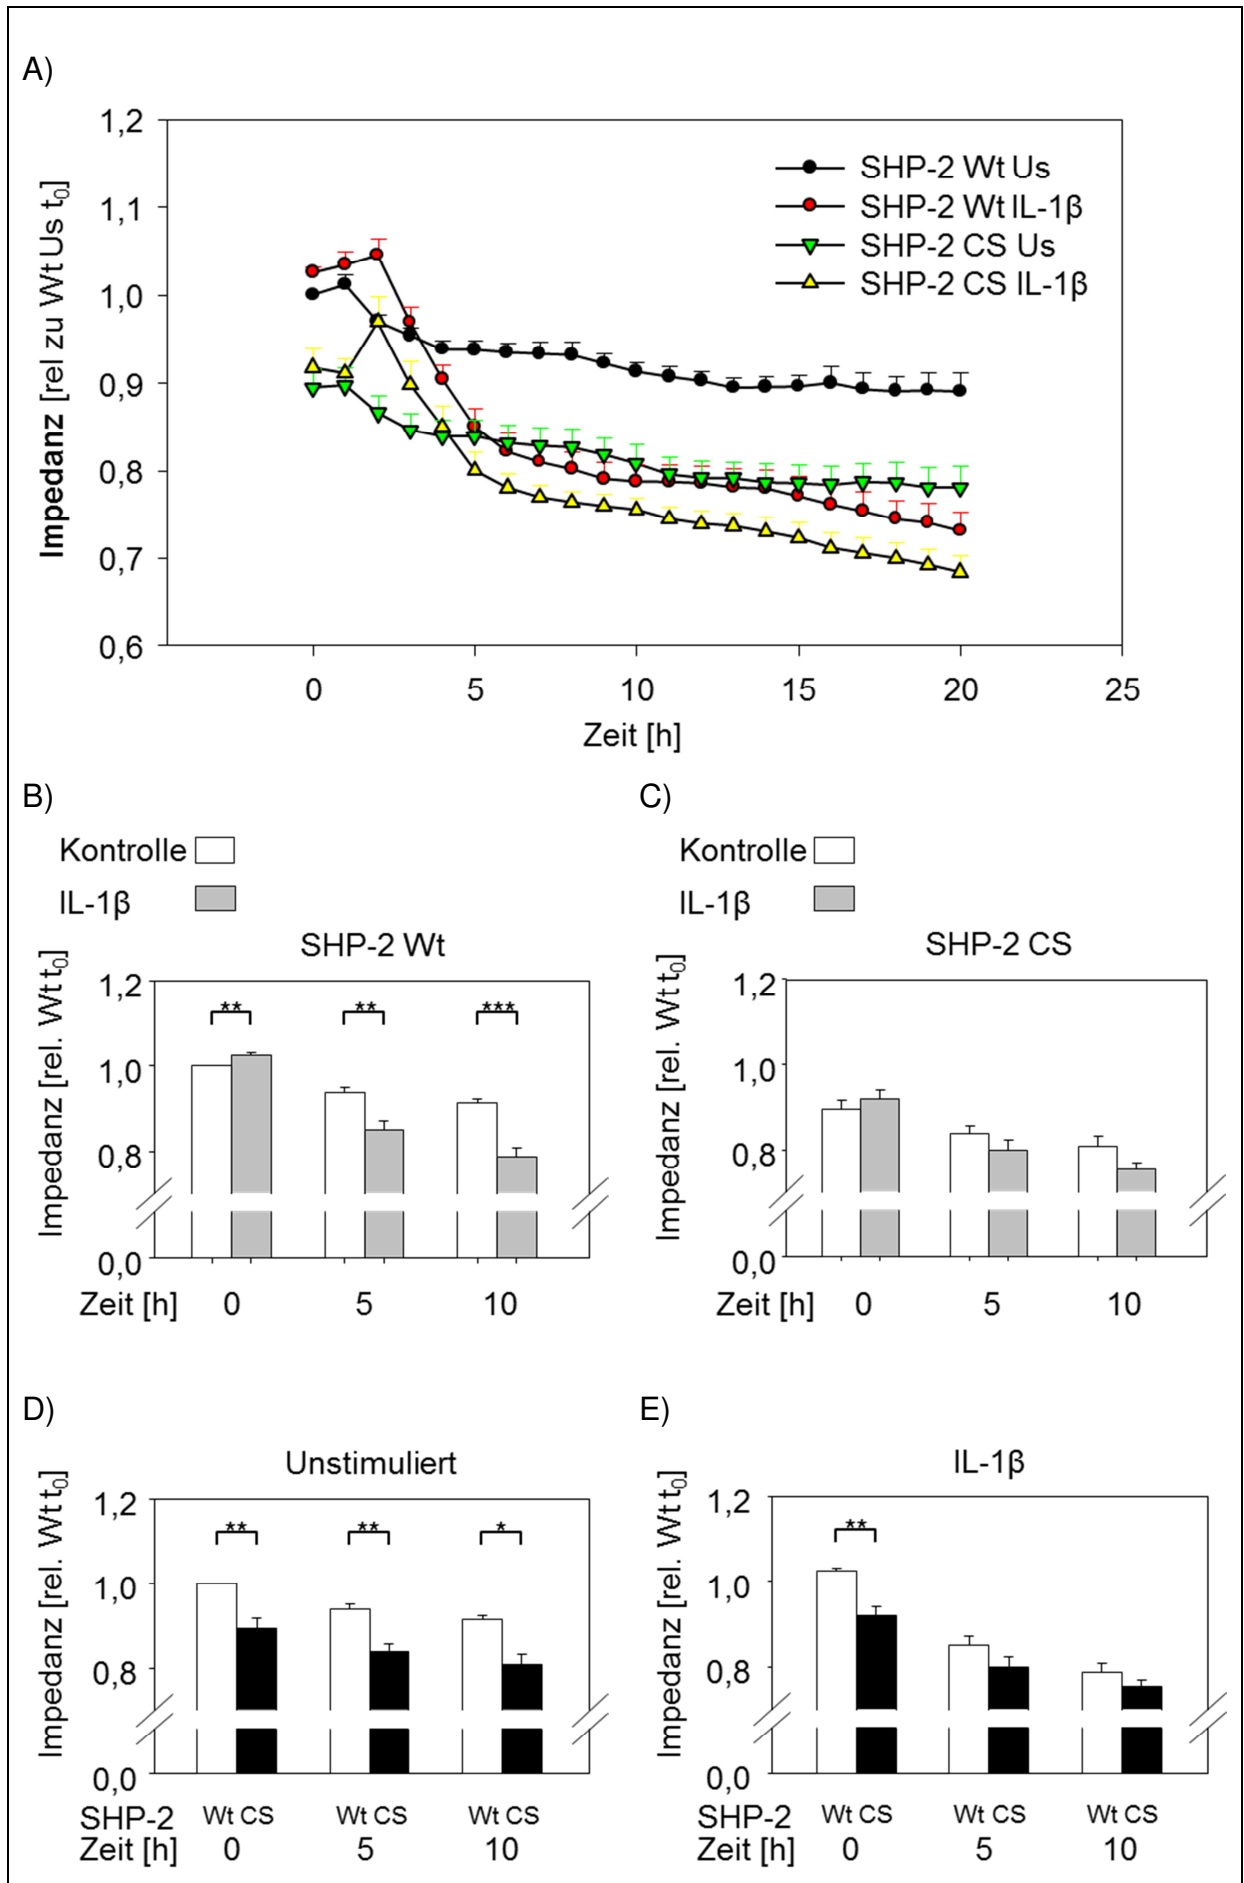 A)
1,2
1,1
1,0
0,9
0,8
0,7
0,6
Impedanz [rel zu Wt Us t0]
SHP-2 Wt Us
SHP-2 Wt IL-1β
SHP-2 CS Us
SHP-2 CS IL-1β
0 5 10 15 20 25
Zeit [h]
B)
Kontrolle
IL-1β
SHP-2 Wt
Impedanz [rel. Wt t0]
1,2
1,0
0,8
0,0
** ** ***
Zeit [h] 0 5 10
C)
Kontrolle
IL-1β
SHP-2 CS
Impedanz [rel. Wt t0]
1,2
1,0
0,8
0,0
Zeit [h] 0 5 10
D)
Unstimuliert
Impedanz [rel. Wt t0]
1,2
1,0
0,8
0,0
** ** *
SHP-2 Wt CS Wt CS Wt CS
Zeit [h] 0 5 10
E)
IL-1β
Impedanz [rel. Wt t0]
1,2
1,0
0,8
0,0
**
SHP-2 Wt CS Wt CS Wt CS
Zeit [h] 0 5 10